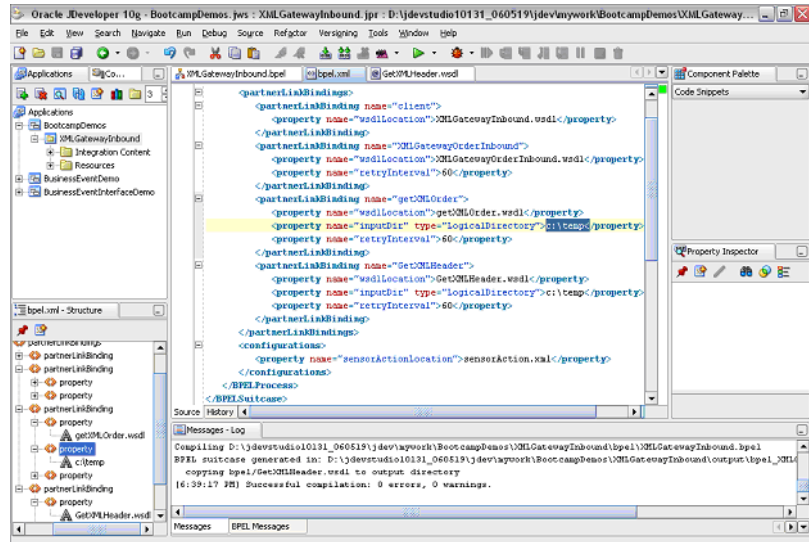 Oracle JDeveloper 10g - BootcampDemos.jws : XMLGatewayInbound.jpr : D:\jdevstudio10131_060519\jdev\mywork\BootcampDemos\XMLGateway...
File Edit View Search Navigate Run Debug Source Refactor Versioning Tools Window Help
Applications
Co...
3
Applications
BootcampDemos
XMLGatewayInbound
Integration Content
Resources
BusinessEventDemo
BusinessEventInterfaceDemo
XMLGatewayInbound.bpel
bpel.xml
GetXMLHeader.wsdl
<partnerLinkBindings>
<partnerLinkBinding name="client">
<property name="wsdlLocation">XMLGatewayInbound.wsdl</property>
</partnerLinkBinding>
<partnerLinkBinding name="XMLGatewayOrderInbound">
<property name="wsdlLocation">XMLGatewayOrderInbound.wsdl</property>
<property name="retryInterval">60</property>
</partnerLinkBinding>
<partnerLinkBinding name="getXMLOrder">
<property name="wsdlLocation">getXMLOrder.wsdl</property>
<property name="inputDir" type="LogicalDirectory">c:\temp</property>
<property name="retryInterval">60</property>
</partnerLinkBinding>
<partnerLinkBinding name="GetXMLHeader">
<property name="wsdlLocation">GetXMLHeader.wsdl</property>
<property name="inputDir" type="LogicalDirectory">c:\temp</property>
<property name="retryInterval">60</property>
</partnerLinkBinding>
</partnerLinkBindings>
<configurations>
<property name="sensorActionLocation">sensorAction.xml</property>
</configurations>
</BPELProcess>
</BPELSuitcase>
Source History
Component Palette
Code Snippets
Property Inspector
bpel.xml - Structure
partnerLinkBindings
partnerLinkBinding
partnerLinkBinding
property
property
partnerLinkBinding
property
getXMLOrder.wsdl
property
c:\temp
property
partnerLinkBinding
property
GetXMLHeader.wsdl
Messages - Log
Compiling D:\jdevstudio10131_060519\jdev\mywork\BootcampDemos\XMLGatewayInbound\bpel\XMLGatewayInbound.bpel
BPEL suitcase generated in: D:\jdevstudio10131_060519\jdev\mywork\BootcampDemos\XMLGatewayInbound\output\bpel_XMLG
copying bpel/GetXMLHeader.wsdl to output directory
[6:39:17 PM] Successful compilation: 0 errors, 0 warnings.
Messages BPEL Messages